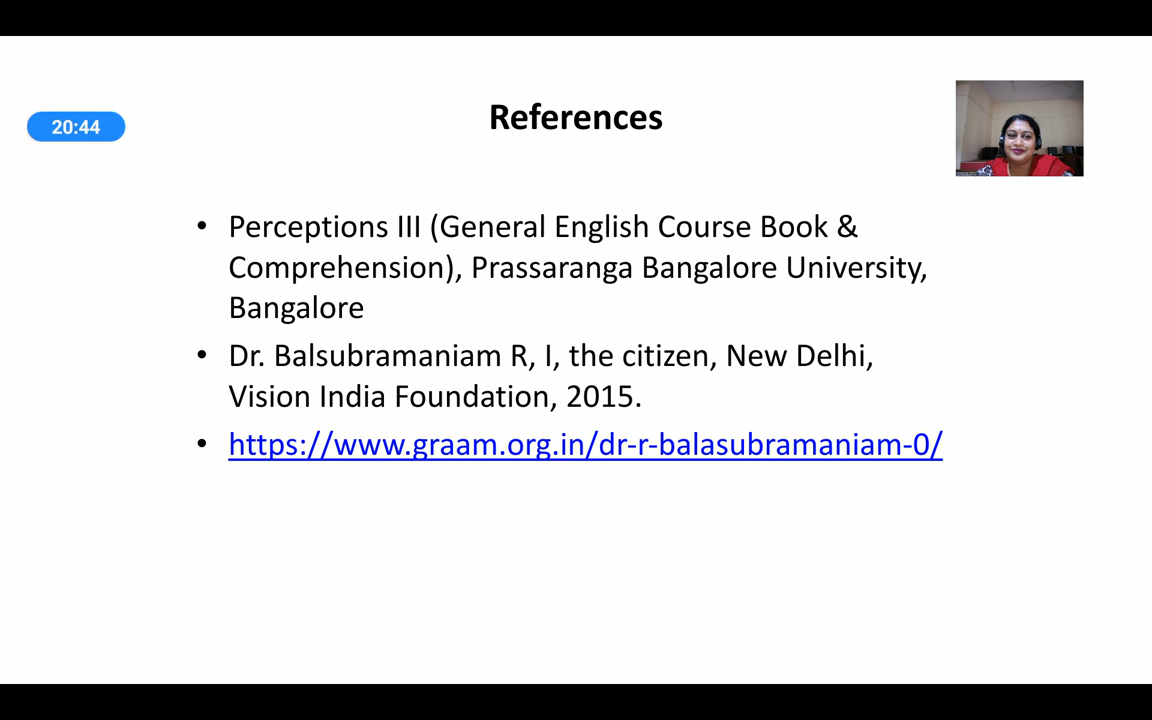 References
20:44
• Perceptions III (General English Course Book &
Comprehension), Prassaranga Bangalore University,
Bangalore
• Dr. Balsubramaniam R, I, the citizen, New Delhi,
Vision India Foundation, 2015.
• https://www.graam.org.in/dr-r-balasubramaniam-0/